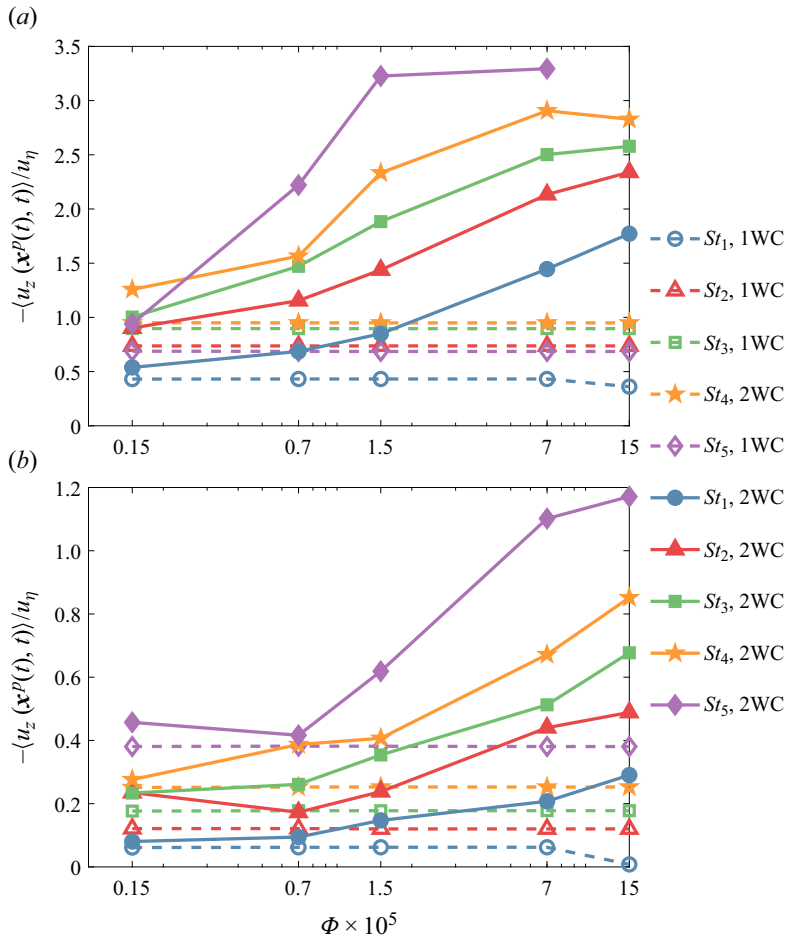 (a)
3.5
3.0
2.5
2.0
1.5
1.0
0.5
0
−⟨u_z (x^p(t), t)⟩/u_η
0.15 0.7 1.5 7 15
St₁, 1WC
St₂, 1WC
St₃, 1WC
St₄, 2WC
St₅, 1WC
St₁, 2WC
St₂, 2WC
St₃, 2WC
St₄, 2WC
St₅, 2WC
(b)
1.2
1.0
0.8
0.6
0.4
0.2
0
−⟨u_z (x^p(t), t)⟩/u_η
0.15 0.7 1.5 7 15
Φ × 10⁵